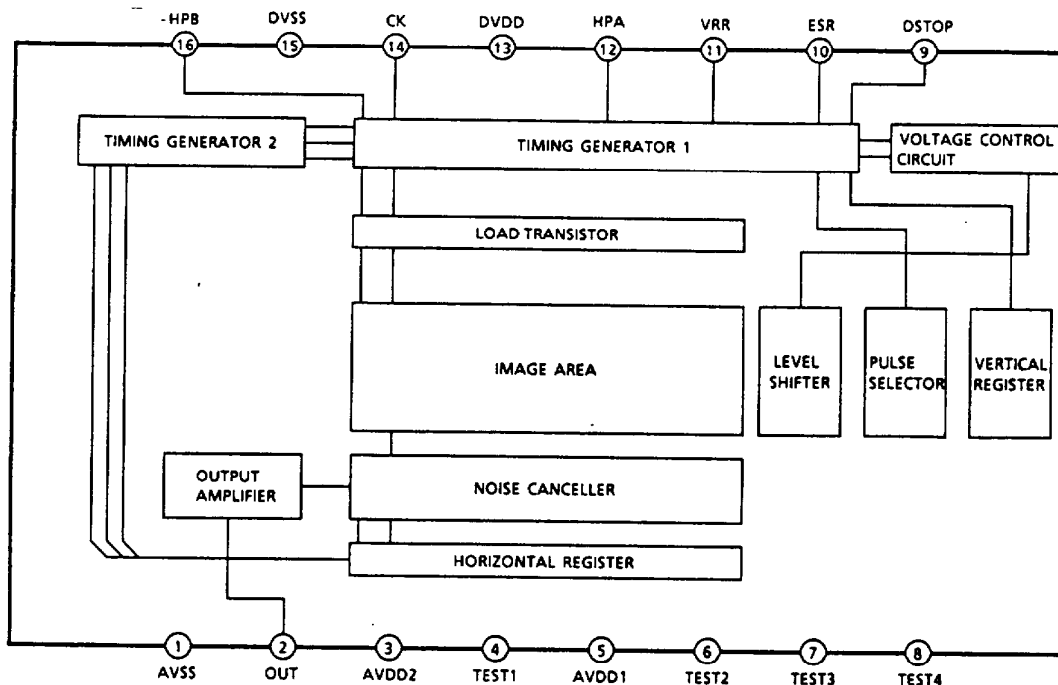 HPB DVSS CK DVDD HPA VRR ESR DSTOP
16 15 14 13 12 11 10 9
TIMING GENERATOR 2
TIMING GENERATOR 1
VOLTAGE CONTROL
CIRCUIT
LOAD TRANSISTOR
IMAGE AREA
LEVEL
SHIFTER
PULSE
SELECTOR
VERTICAL
REGISTER
OUTPUT
AMPLIFIER
NOISE CANCELLER
HORIZONTAL REGISTER
1 2 3 4 5 6 7 8
AVSS OUT AVDD2 TEST1 AVDD1 TEST2 TEST3 TEST4